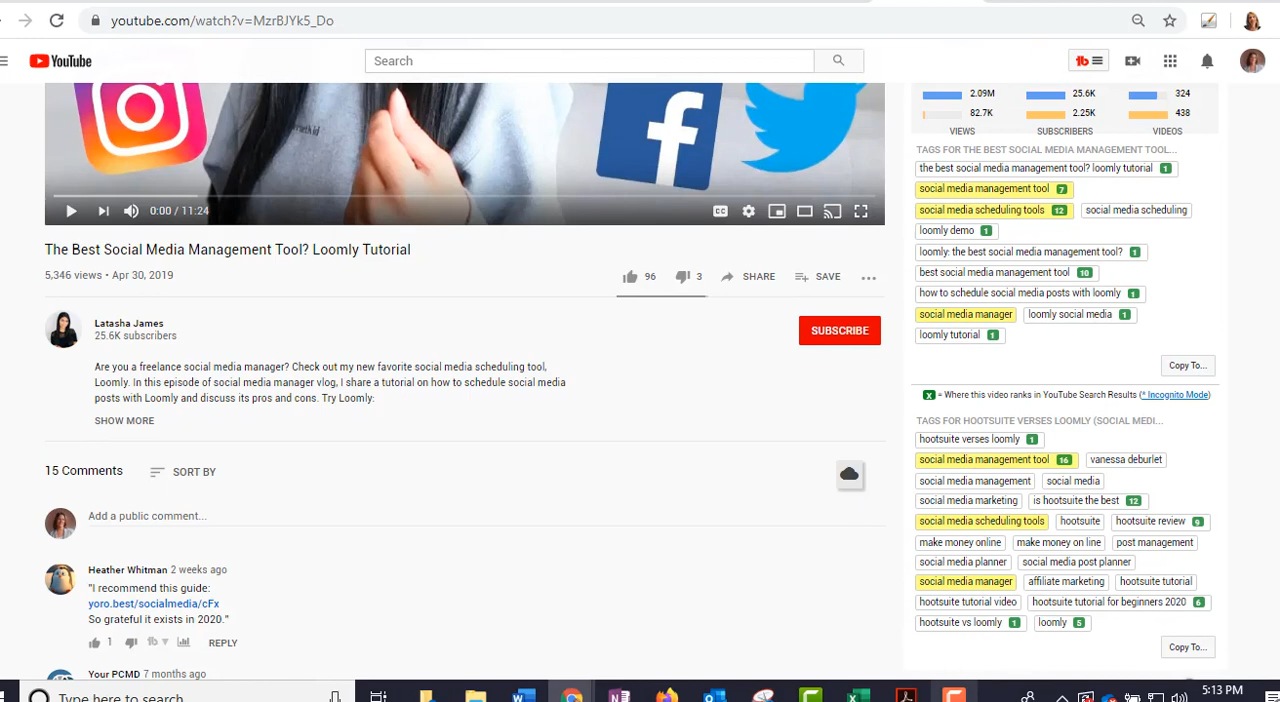 youtube.com/watch?v=MzrBJYk5_Do
YouTube
Search
tb
0:00 / 11:24
CC
The Best Social Media Management Tool? Loomly Tutorial
5,346 views • Apr 30, 2019
96
3
SHARE
SAVE
Latasha James
25.6K subscribers
SUBSCRIBE
Are you a freelance social media manager? Check out my new favorite social media scheduling tool,
Loomly. In this episode of social media manager vlog, I share a tutorial on how to schedule social media
posts with Loomly and discuss its pros and cons. Try Loomly:
SHOW MORE
15 Comments
SORT BY
Add a public comment...
Heather Whitman 2 weeks ago
"I recommend this guide:
yoro.best/socialmedia/cFx
So grateful it exists in 2020."
1
tb
REPLY
Your PCMD 7 months ago
2.09M 25.6K 324
82.7K 2.25K 438
VIEWS SUBSCRIBERS VIDEOS
TAGS FOR THE BEST SOCIAL MEDIA MANAGEMENT TOOL...
the best social media management tool? loomly tutorial 1
social media management tool 7
social media scheduling tools 12 social media scheduling
loomly demo 1
loomly: the best social media management tool? 1
best social media management tool 10
how to schedule social media posts with loomly 1
social media manager loomly social media 1
loomly tutorial 1
Copy To...
x = Where this video ranks in YouTube Search Results (* Incognito Mode)
TAGS FOR HOOTSUITE VERSES LOOMLY (SOCIAL MEDI...
hootsuite verses loomly 1
social media management tool 16 vanessa deburlet
social media management social media
social media marketing is hootsuite the best 12
social media scheduling tools hootsuite hootsuite review 9
make money online make money on line post management
social media planner social media post planner
social media manager affiliate marketing hootsuite tutorial
hootsuite tutorial video hootsuite tutorial for beginners 2020 6
hootsuite vs loomly 1 loomly 5
Copy To...
Type here to search
5:13 PM